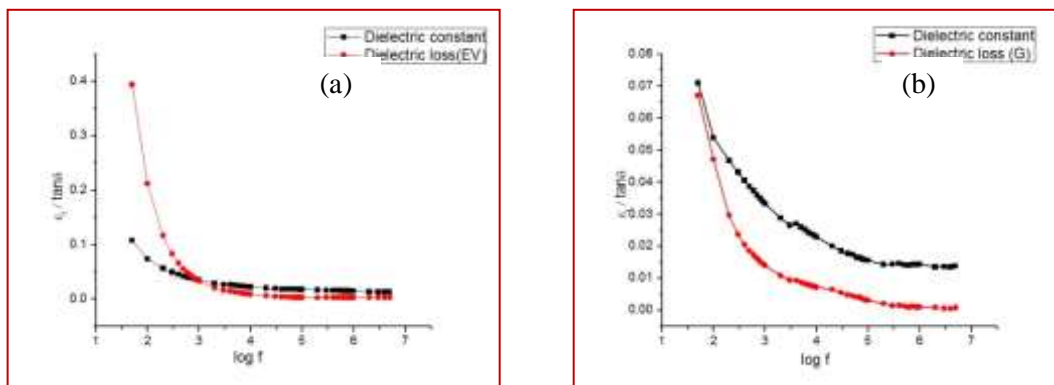 Dielectric constant
Dielectric loss(EV)
(a)
0.4
0.3
0.2
0.1
0.0
εr / tanδ
1 2 3 4 5 6 7
log f
Dielectric constant
Dielectric loss (G)
(b)
0.08
0.07
0.06
0.05
0.04
0.03
0.02
0.01
0.00
εr / tanδ
1 2 3 4 5 6 7
log f